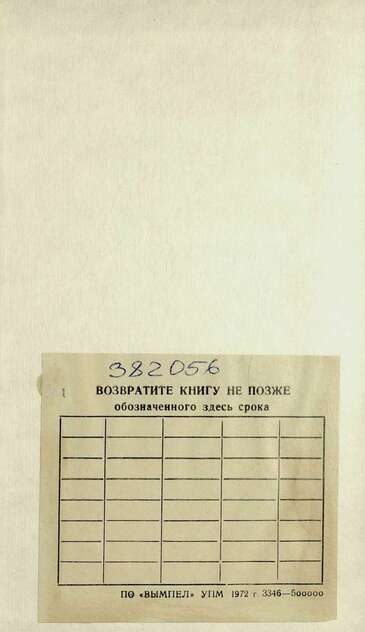 382056
ВОЗВРАТИТЕ КНИГУ НЕ ПОЗЖЕ
обозначенного здесь срока
ПО «ВЫМПЕЛ» УПМ 1972 г. 3346—500000